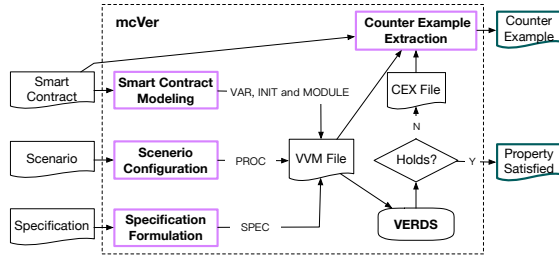 mcVer
Counter Example
Extraction
Counter
Example
Smart
Contract
Smart Contract
Modeling
VAR, INIT and MODULE
CEX File
N
Scenario
Scenerio
Configuration
PROC
VVM File
Holds?
Y
Property
Satisfied
Specification
Specification
Formulation
SPEC
VERDS